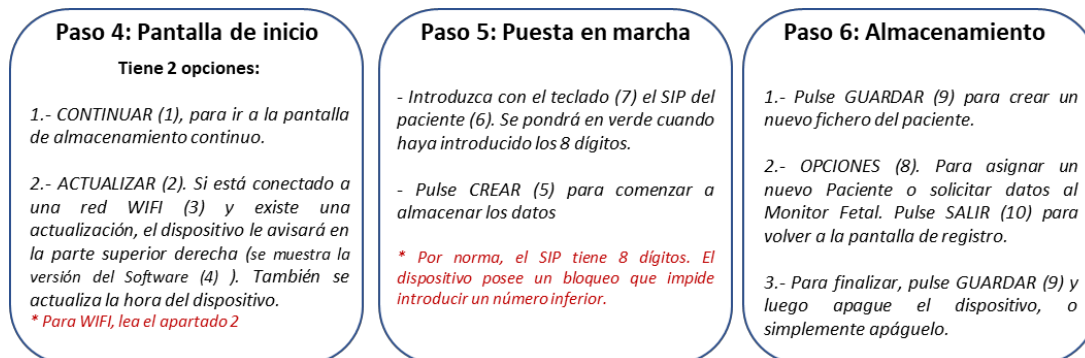 Paso 4: Pantalla de inicio
Tiene 2 opciones:
1.- CONTINUAR (1), para ir a la pantalla
de almacenamiento continuo.
2.- ACTUALIZAR (2). Si está conectado a
una red WIFI (3) y existe una
actualización, el dispositivo le avisará en
la parte superior derecha (se muestra la
versión del Software (4) ). También se
actualiza la hora del dispositivo.
* Para WIFI, lea el apartado 2
Paso 5: Puesta en marcha
- Introduzca con el teclado (7) el SIP del
paciente (6). Se pondrá en verde cuando
haya introducido los 8 dígitos.
- Pulse CREAR (5) para comenzar a
almacenar los datos
* Por norma, el SIP tiene 8 dígitos. El
dispositivo posee un bloqueo que impide
introducir un número inferior.
Paso 6: Almacenamiento
1.- Pulse GUARDAR (9) para crear un
nuevo fichero del paciente.
2.- OPCIONES (8). Para asignar un
nuevo Paciente o solicitar datos al
Monitor Fetal. Pulse SALIR (10) para
volver a la pantalla de registro.
3.- Para finalizar, pulse GUARDAR (9) y
luego apague el dispositivo, o
simplemente apáguelo.